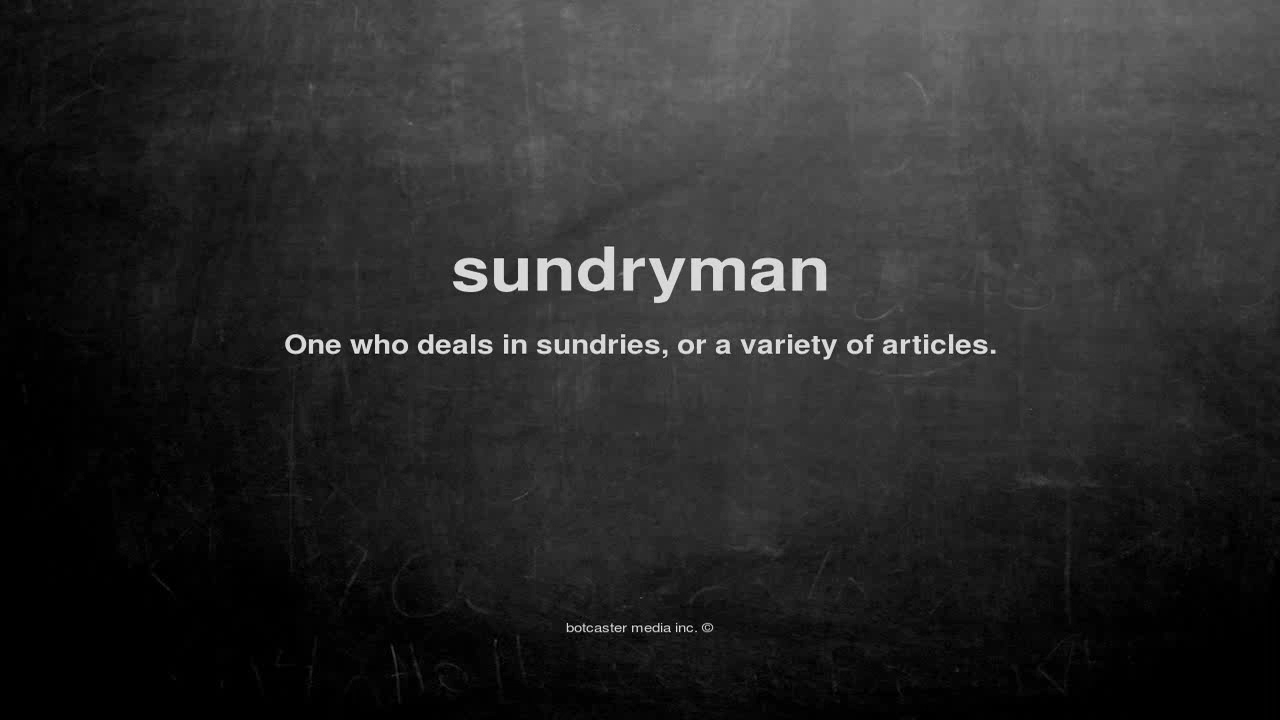 sundryman
One who deals in sundries, or a variety of articles.
botcaster media inc. ©